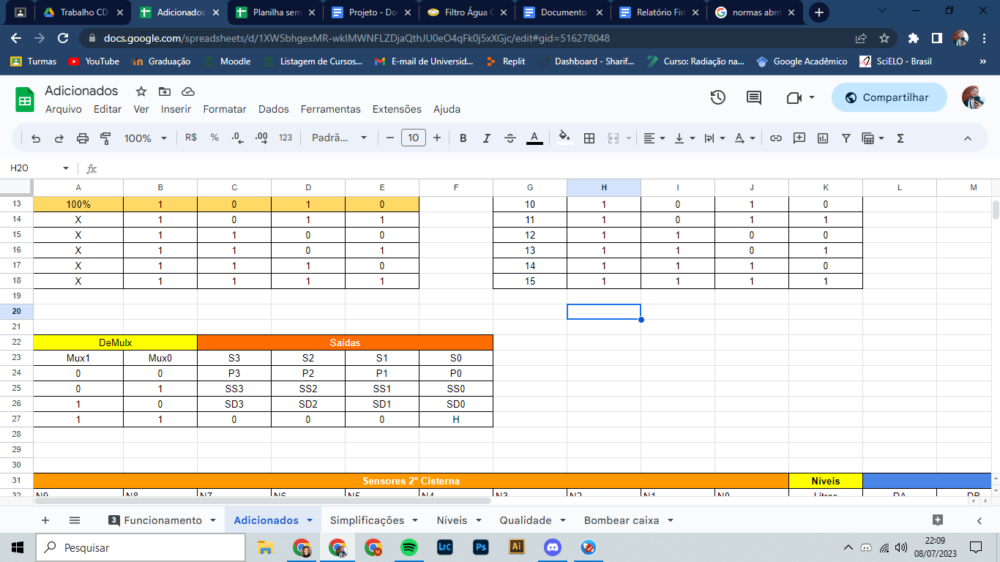 Trabalho CD
Adicionados
Planilha sem
Projeto - Do
Filtro Água
Documento
Relatório Fin
normas abnt
docs.google.com/spreadsheets/d/1XW5bhgexMR-wkIMWNFLZDjaQthJU0eO4qFk0j5xXGjc/edit#gid=516278048
Turmas YouTube Graduação Moodle Listagem de Cursos... E-mail de Universid... Replit Dashboard - Sharif... Curso: Radiação na... Google Acadêmico SciELO - Brasil »
Adicionados
Arquivo Editar Ver Inserir Formatar Dados Ferramentas Extensões Ajuda
Compartilhar
100% R$ % .0 .00 123 Padrã... − 10 + B I S A Σ
H20 fx
A B C D E F G H I J K L M
13 100% 1 0 1 0 10 1 0 1 0
14 X 1 0 1 1 11 1 0 1 1
15 X 1 1 0 0 12 1 1 0 0
16 X 1 1 0 1 13 1 1 0 1
17 X 1 1 1 0 14 1 1 1 0
18 X 1 1 1 1 15 1 1 1 1
19
20
21
22 DeMulx Saídas
23 Mux1 Mux0 S3 S2 S1 S0
24 0 0 P3 P2 P1 P0
25 0 1 SS3 SS2 SS1 SS0
26 1 0 SD3 SD2 SD1 SD0
27 1 1 0 0 0 H
28
29
30
31 Sensores 2° Cisterna Níveis
32 N9 N8 N7 N6 N5 N4 N3 N2 N1 N0 Litros DA DB
3 Funcionamento Adicionados Simplificações Níveis Qualidade Bombear caixa
Pesquisar
LrC Ps Ai
22:09
08/07/2023